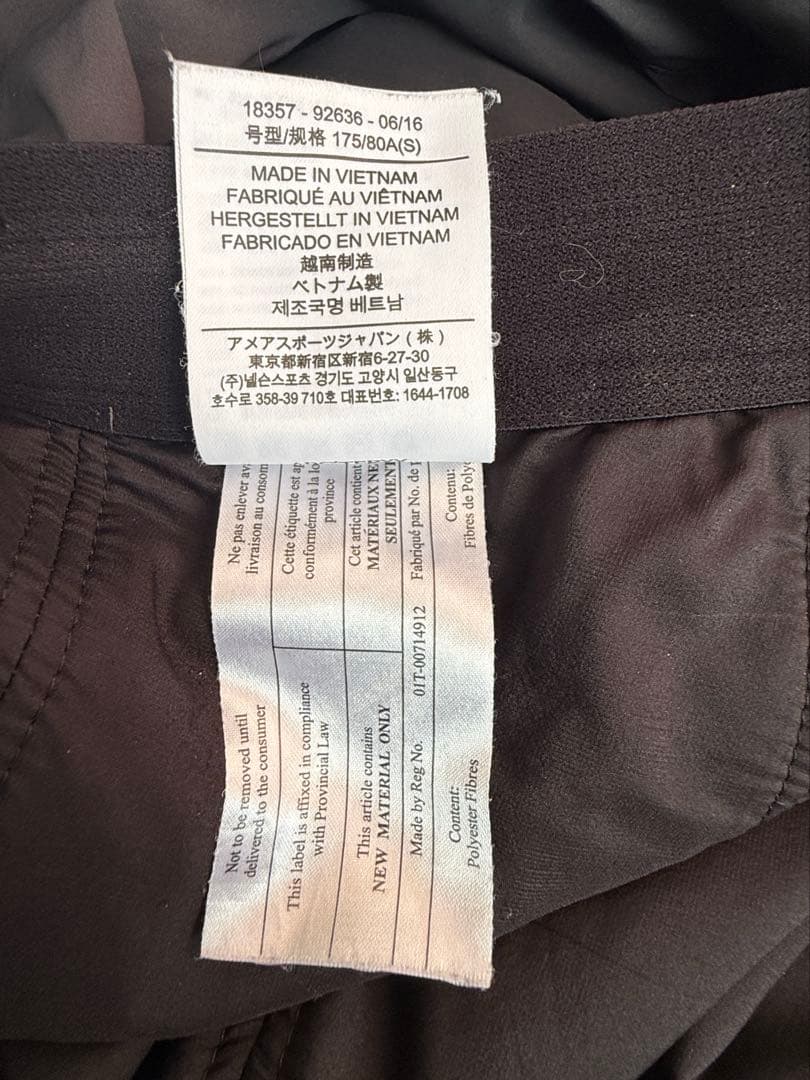 18357 - 92636 - 06/16
号型/规格 175/80A(S)
MADE IN VIETNAM
FABRIQUÉ AU VIÊTNAM
HERGESTELLT IN VIETNAM
FABRICADO EN VIETNAM
越南制造
ベトナム製
제조국명 베트남
アメアスポーツジャパン ( 株 )
東京都新宿区新宿6-27-30
(주)넬슨스포츠 경기도 고양시 일산동구
호수로 358-39 710호 대표번호: 1644-1708
Ne pas enlever av
livraison au consom
Cette étiquette est ap
conformément à la lo
province
Cet article contient
MATERIAUX NE
SEULEMENT
Fabriqué par No. de
Contenu:
Fibres de Poly
Not to be removed until
delivered to the consumer
This label is affixed in compliance
with Provincial Law
This article contains
NEW MATERIAL ONLY
Made by Reg No. 01T-00714912
Content:
Polyester Fibres